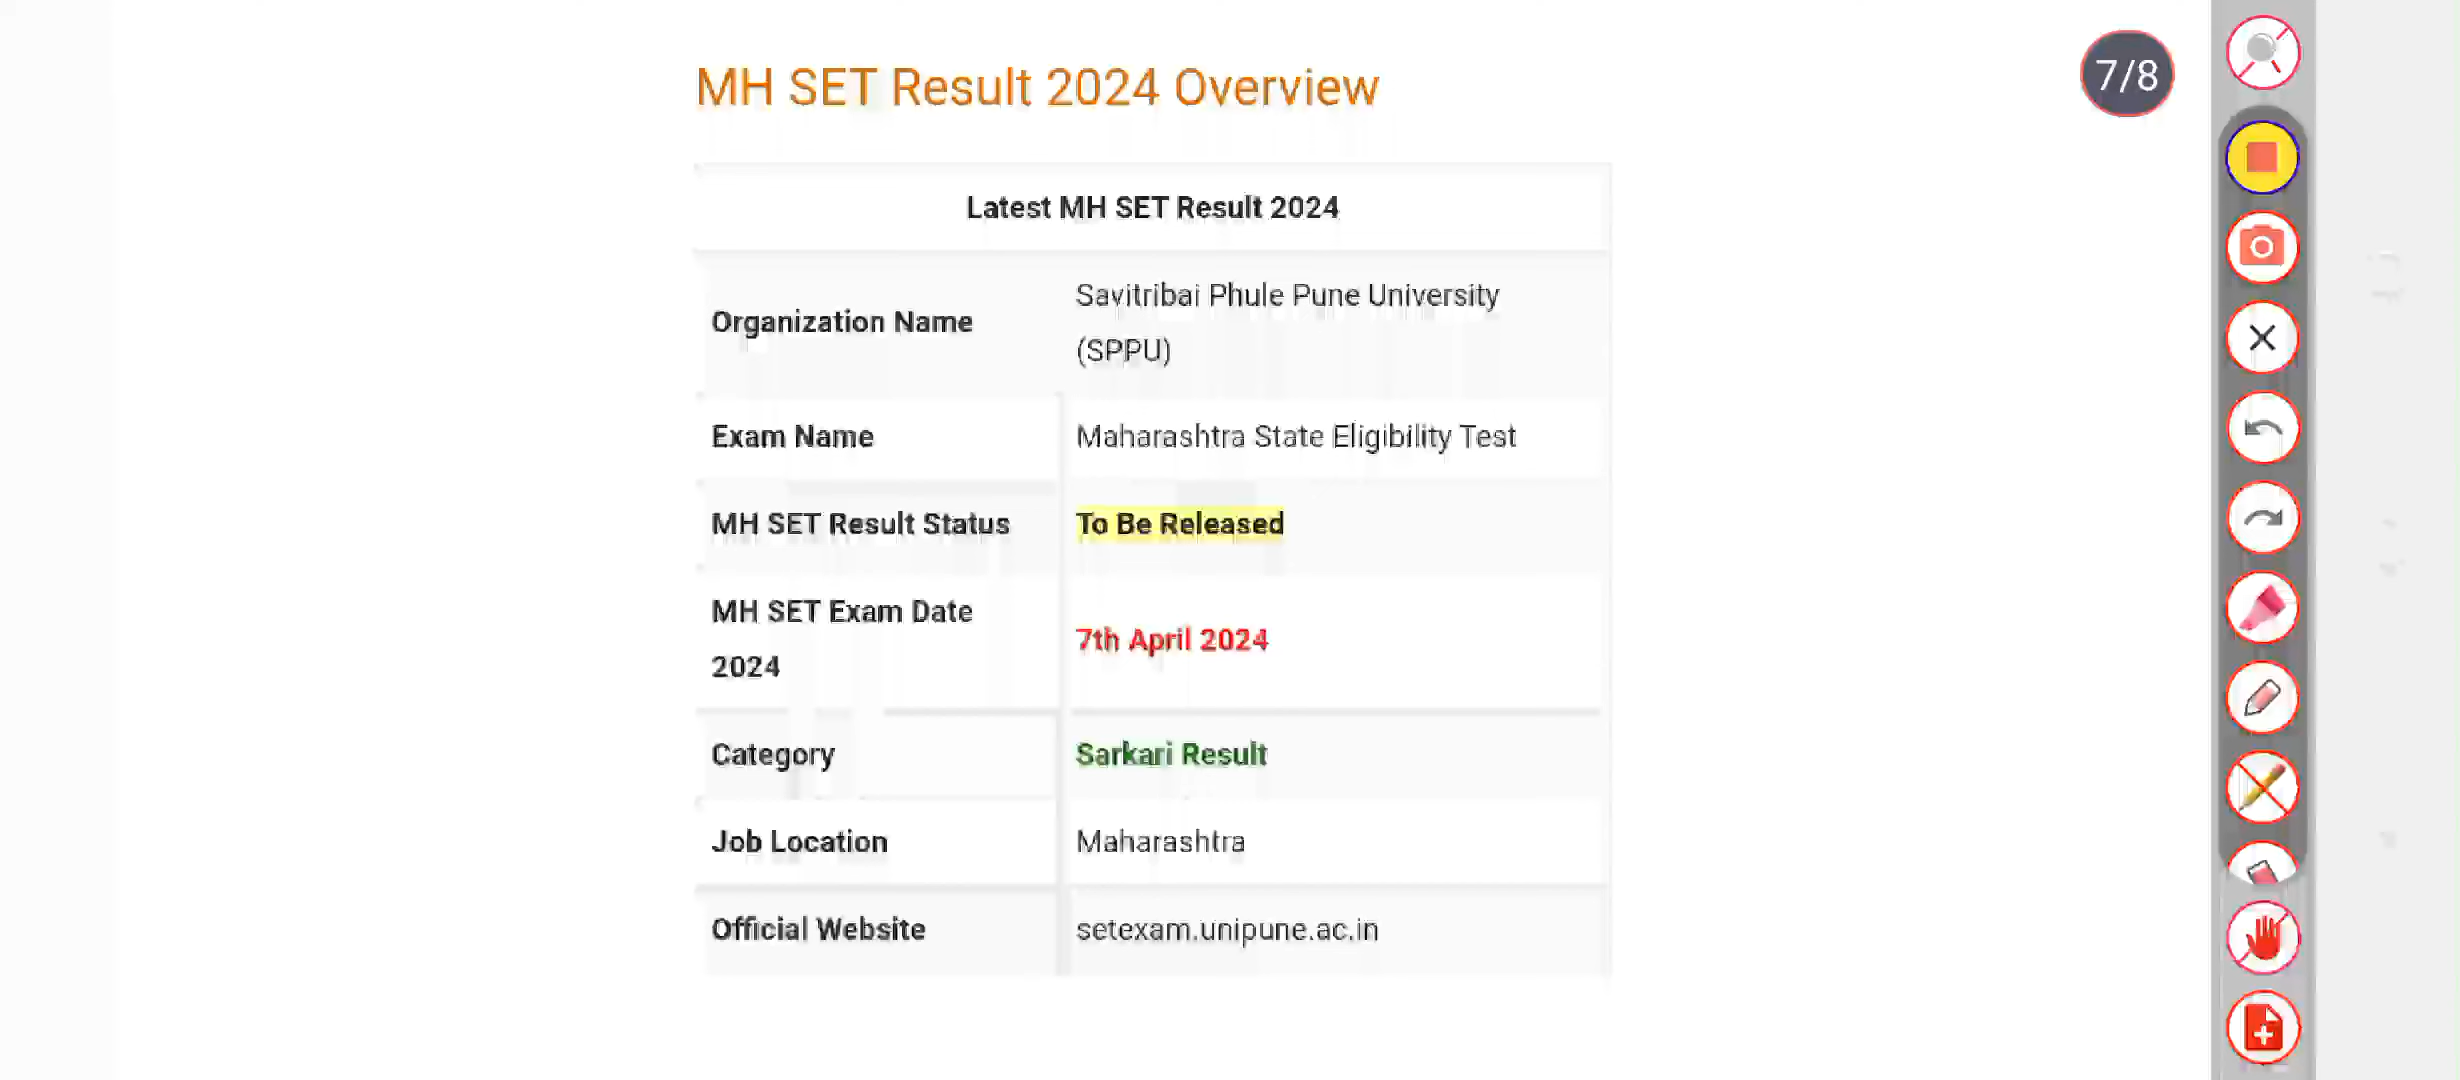 MH SET Result 2024 Overview
7/8
Latest MH SET Result 2024
Organization Name
Savitribai Phule Pune University
(SPPU)
Exam Name
Maharashtra State Eligibility Test
MH SET Result Status
To Be Released
MH SET Exam Date
2024
7th April 2024
Category
Sarkari Result
Job Location
Maharashtra
Official Website
setexam.unipune.ac.in